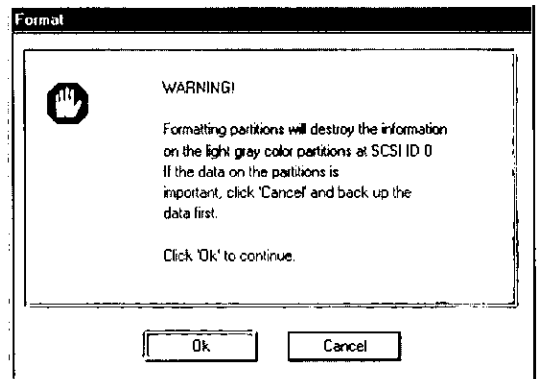 Format
WARNING!
Formatting partitions will destroy the information
on the light gray color partitions at SCSI ID 0
If the data on the partitions is
important, click 'Cancel' and back up the
data first.
Click 'Ok' to continue.
Ok
Cancel